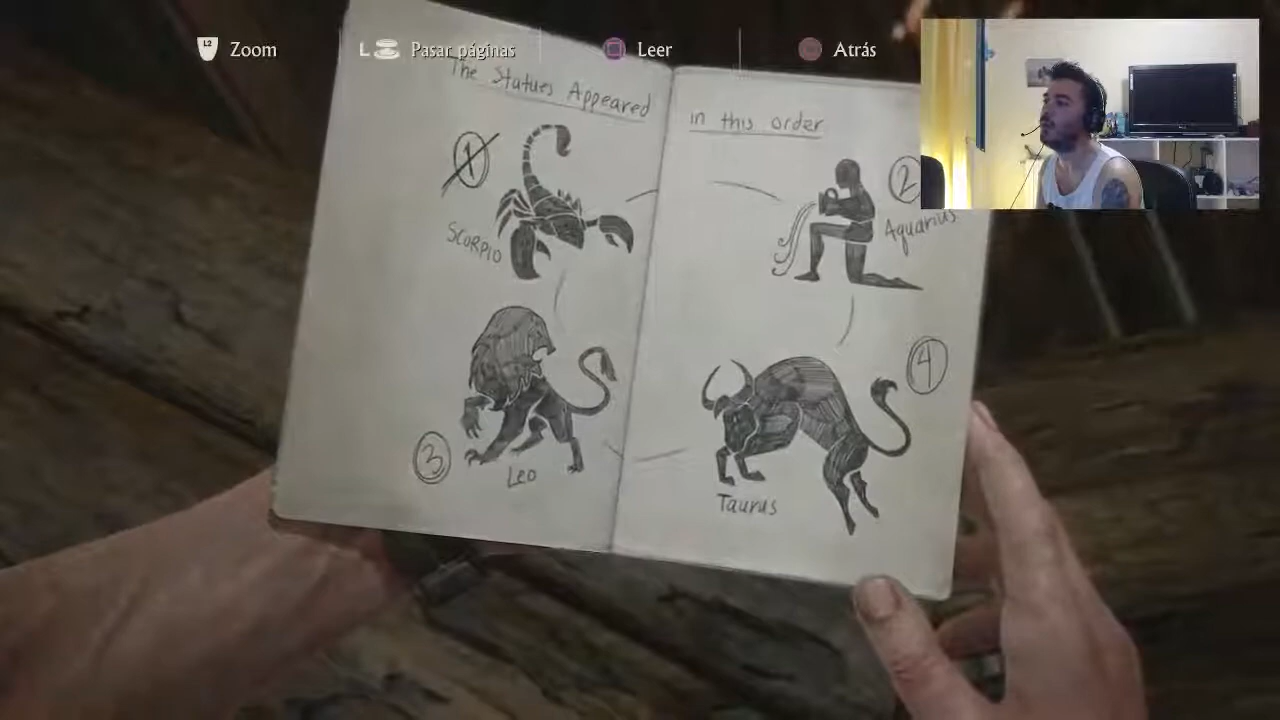 L2 Zoom
L Pasar páginas
Leer
Atrás
The Statues Appeared
in this order
1
SCORPIO
2
Aquarius
3
Leo
4
Taurus